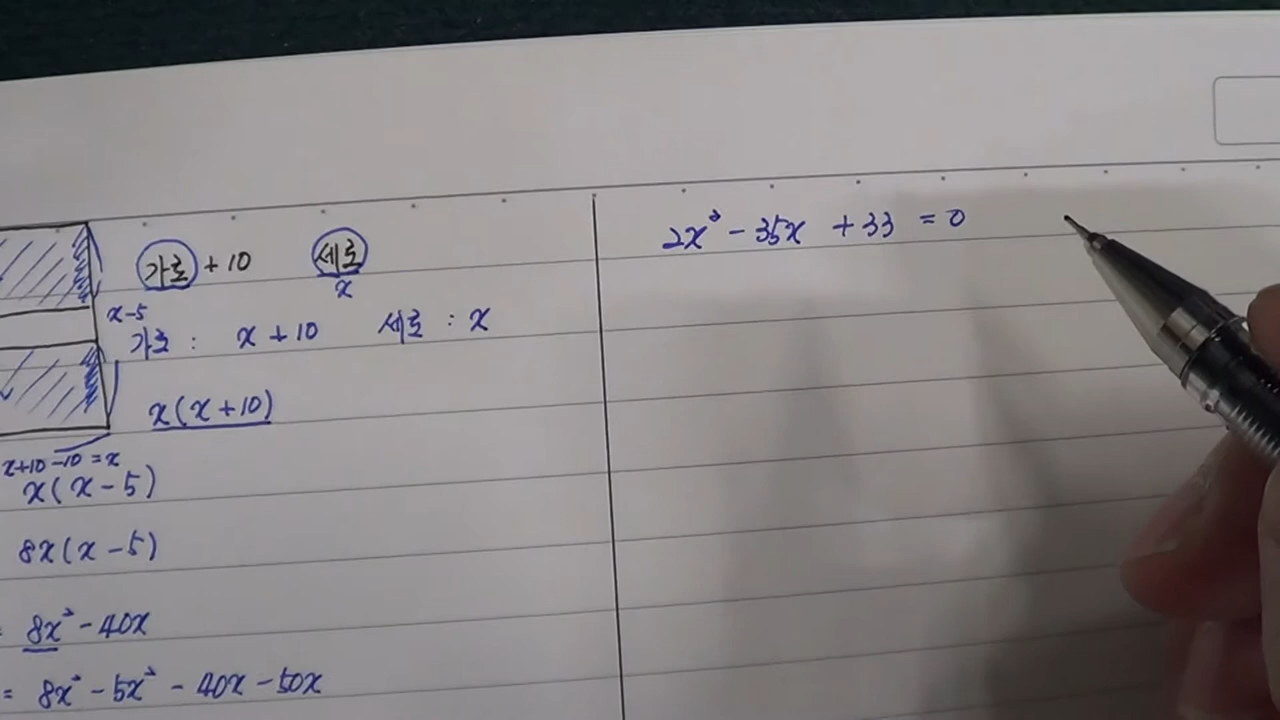 가로 + 10 세로
x
x-5
가로 : x + 10 세로 : x
x(x+10)
x+10-10 = x
x(x-5)
8x(x-5)
= 8x² - 40x
= 8x² - 5x² - 40x - 50x
2x² - 35x + 33 = 0